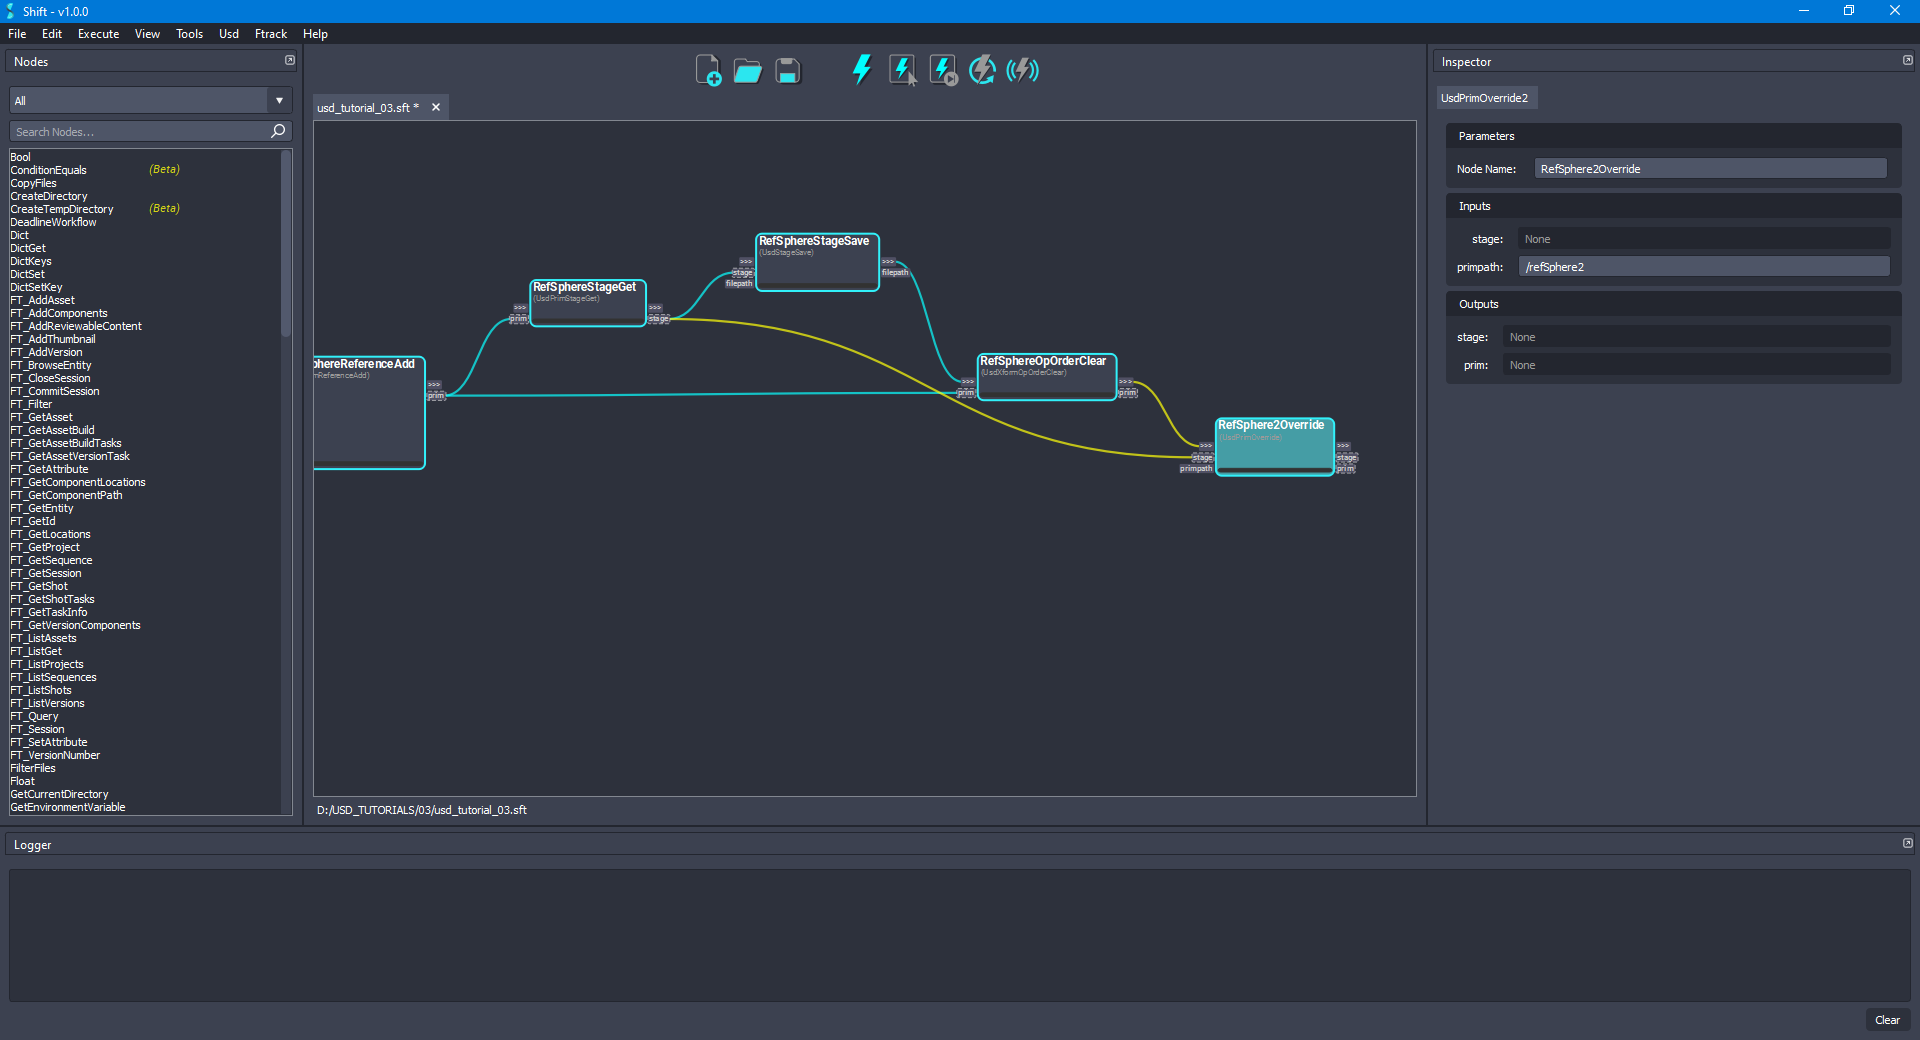 Shift - v1.0.0
File Edit Execute View Tools Usd Ftrack Help
Nodes
All
Search Nodes...
Bool
ConditionEquals (Beta)
CopyFiles
CreateDirectory
CreateTempDirectory (Beta)
DeadlineWorkflow
Dict
DictGet
DictKeys
DictSet
DictSetKey
FT_AddAsset
FT_AddComponents
FT_AddReviewableContent
FT_AddThumbnail
FT_AddVersion
FT_BrowseEntity
FT_CloseSession
FT_CommitSession
FT_Filter
FT_GetAsset
FT_GetAssetBuild
FT_GetAssetBuildTasks
FT_GetAssetVersionTask
FT_GetAttribute
FT_GetComponentLocations
FT_GetComponentPath
FT_GetEntity
FT_GetId
FT_GetLocations
FT_GetProject
FT_GetSequence
FT_GetSession
FT_GetShot
FT_GetShotTasks
FT_GetTaskInfo
FT_GetVersionComponents
FT_ListAssets
FT_ListGet
FT_ListProjects
FT_ListSequences
FT_ListShots
FT_ListVersions
FT_Query
FT_Session
FT_SetAttribute
FT_VersionNumber
FilterFiles
Float
GetCurrentDirectory
GetEnvironmentVariable
usd_tutorial_03.sft *
RefSphereStageSave
(UsdStageSave)
>>> >>>
stage filepath
filepath
RefSphereStageGet
(UsdPrimStageGet)
>>> >>>
prim stage
phereReferenceAdd
mReferenceAdd)
>>>
prim
RefSphereOpOrderClear
(UsdXformOpOrderClear)
>>> >>>
prim prim
RefSphere2Override
(UsdPrimOverride)
>>> >>>
stage stage
primpath prim
D:/USD_TUTORIALS/03/usd_tutorial_03.sft
Inspector
UsdPrimOverride2
Parameters
Node Name: RefSphere2Override
Inputs
stage: None
primpath: /refSphere2
Outputs
stage: None
prim: None
Logger
Clear